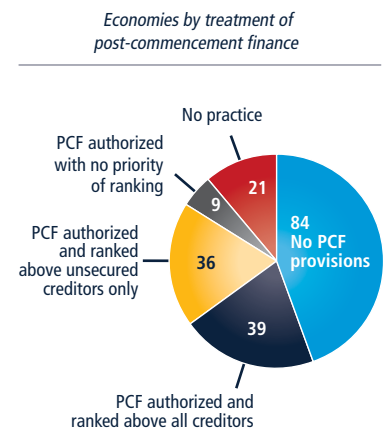 Economies by treatment of
post-commencement finance
No practice
21
PCF authorized
with no priority
of ranking
9
84
No PCF
provisions
PCF authorized
and ranked
above unsecured
creditors only
36
39
PCF authorized and
ranked above all creditors